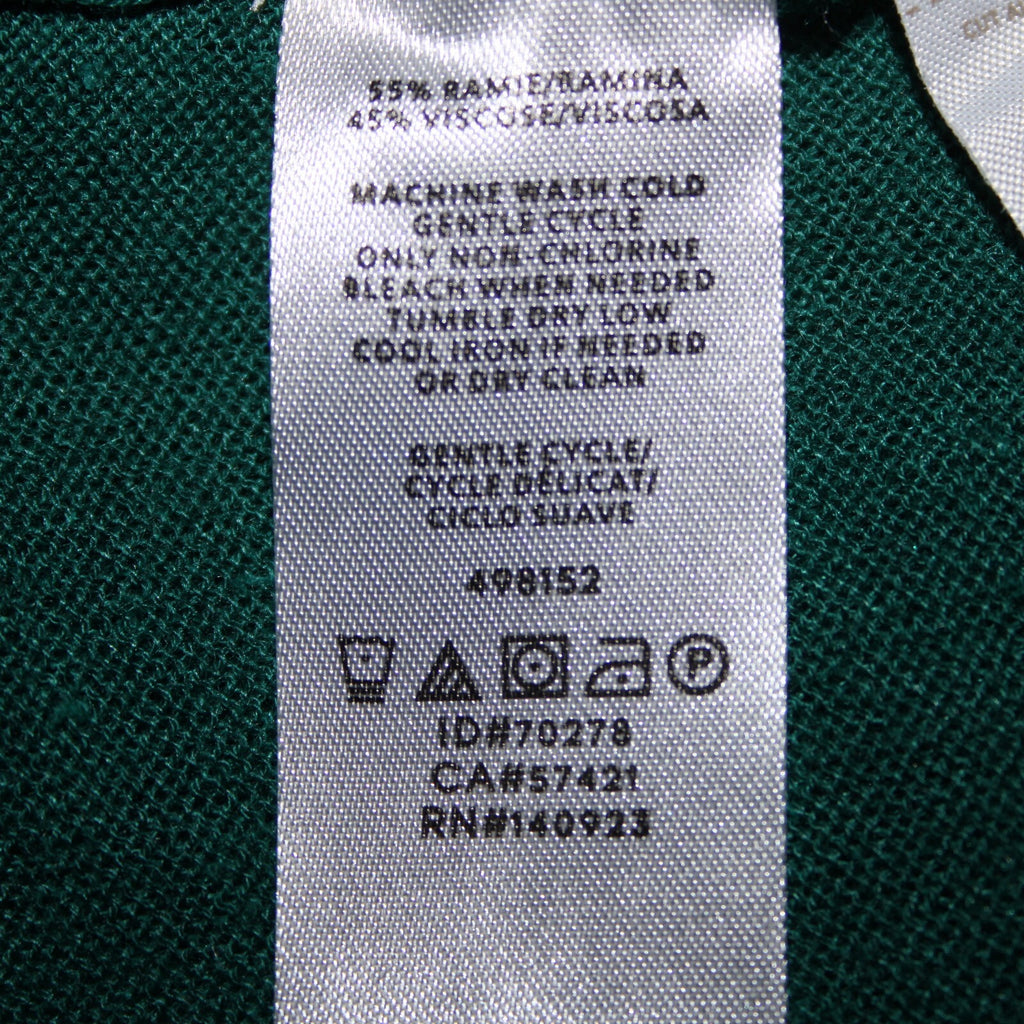 55% RAMIE/RAMINA
45% VISCOSE/VISCOSA
MACHINE WASH COLD
GENTLE CYCLE
ONLY NON-CHLORINE
BLEACH WHEN NEEDED
TUMBLE DRY LOW
COOL IRON IF NEEDED
OR DRY CLEAN
GENTLE CYCLE/
CYCLE DÉLICAT/
CICLO SUAVE
498152
P
ID#70278
CA#57421
RN#140923